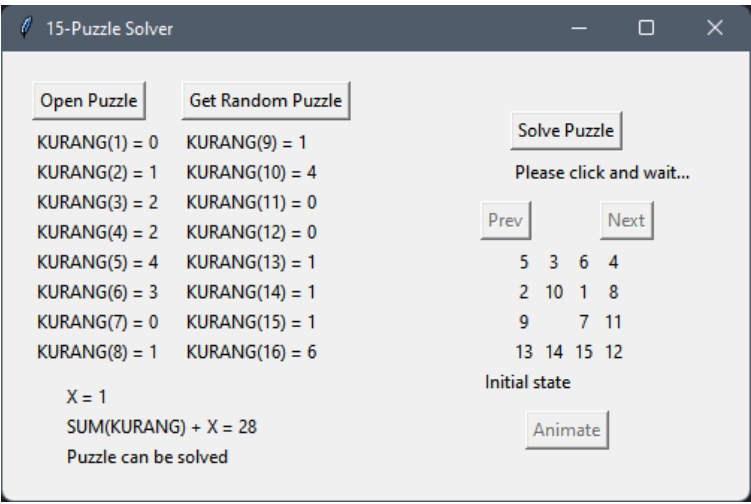 15-Puzzle Solver
Open Puzzle Get Random Puzzle
KURANG(1) = 0 KURANG(9) = 1
KURANG(2) = 1 KURANG(10) = 4
KURANG(3) = 2 KURANG(11) = 0
KURANG(4) = 2 KURANG(12) = 0
KURANG(5) = 4 KURANG(13) = 1
KURANG(6) = 3 KURANG(14) = 1
KURANG(7) = 0 KURANG(15) = 1
KURANG(8) = 1 KURANG(16) = 6
X = 1
SUM(KURANG) + X = 28
Puzzle can be solved
Solve Puzzle
Please click and wait...
Prev Next
5 3 6 4
2 10 1 8
9 7 11
13 14 15 12
Initial state
Animate